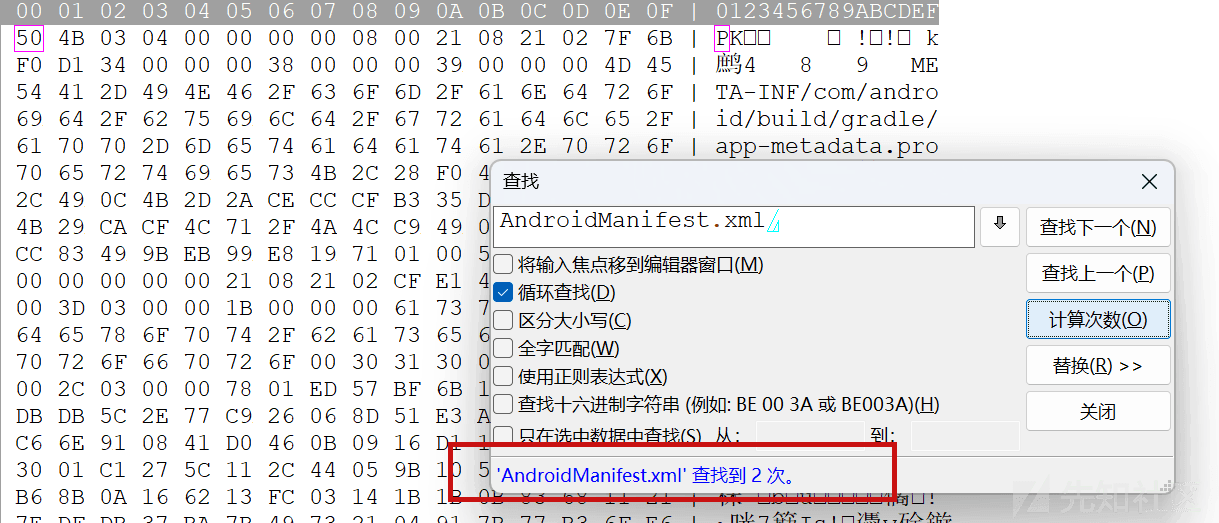 00 01 02 03 04 05 06 07 08 09 0A 0B 0C 0D 0E 0F | 0123456789ABCDEF
50 4B 03 04 00 00 00 00 08 00 21 08 21 02 7F 6B | PK□□ □ !□!□ k
F0 D1 34 00 00 00 38 00 00 00 39 00 00 00 4D 45 | 鹧4 8 9 ME
54 41 2D 49 4E 46 2F 63 6F 6D 2F 61 6E 64 72 6F | TA-INF/com/andro
69 64 2F 62 75 69 6C 64 2F 67 72 61 64 6C 65 2F | id/build/gradle/
61 70 70 2D 6D 65 74 61 64 61 74 61 2E 70 72 6F | app-metadata.pro
70 65 72 74 69 65 73 4B 2C 28 F0 4
2C 49 0C 4B 2D 2A CE CC CF B3 35 D
4B 29 CA CF 4C 71 2F 4A 4C C9 49 0
CC 83 49 9B EB 99 E8 19 71 01 00 5
00 00 00 00 00 21 08 21 02 CF E1 4
00 3D 03 00 00 1B 00 00 00 61 73 7
64 65 78 6F 70 74 2F 62 61 73 65 6
70 72 6F 66 70 72 6F 00 30 31 30 0
00 2C 03 00 00 78 01 ED 57 BF 6B 1
DB DB 5C 2E 77 C9 26 06 8D 51 E3 A
C6 6E 91 08 41 D0 46 0B 09 16 D1 1
30 01 C1 27 5C 11 2C 44 05 9B 10 5
B6 8B 0A 16 62 13 FC 03 14 1B 1B
查找
AndroidManifest.xml
查找下一个(N)
将输入焦点移到编辑器窗口(M)
查找上一个(P)
循环查找(D)
区分大小写(C)
计算次数(O)
全字匹配(W)
替换(R) >>
使用正则表达式(X)
查找十六进制字符串 (例如: BE 00 3A 或 BE003A)(H)
关闭
只在选中数据中查找(S) 从: 到:
'AndroidManifest.xml' 查找到 2 次。
先知社